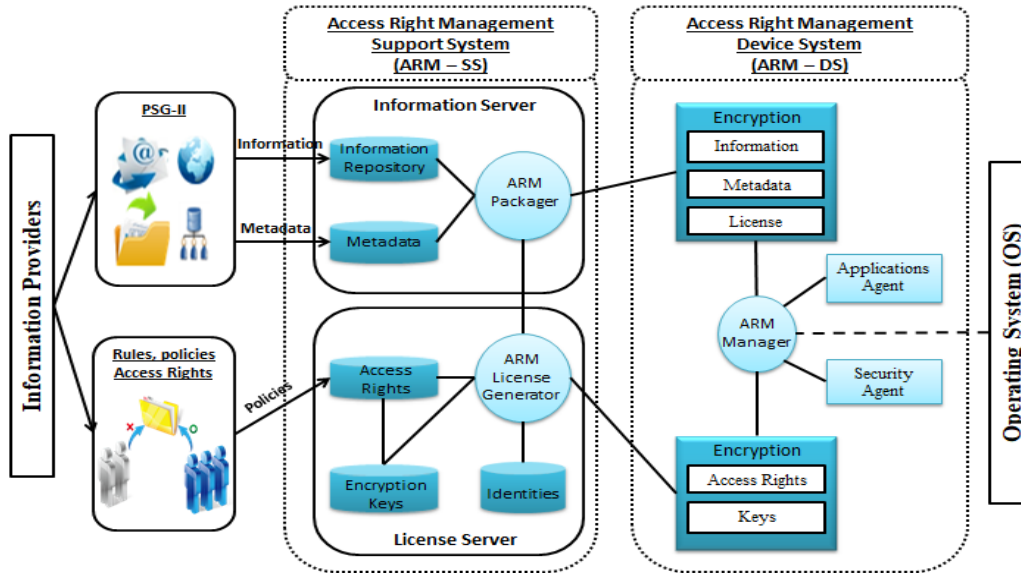 Access Right Management
Support System
(ARM – SS)
Access Right Management
Device System
(ARM – DS)
Information Providers
PSG-II
@
Rules, policies
Access Rights
x
o
Information
Metadata
Policies
Information Server
Information
Repository
Metadata
ARM
Packager
Access
Rights
ARM
License
Generator
Encryption
Keys
Identities
License Server
Encryption
Information
Metadata
License
Applications
Agent
ARM
Manager
Security
Agent
Encryption
Access Rights
Keys
Operating System (OS)